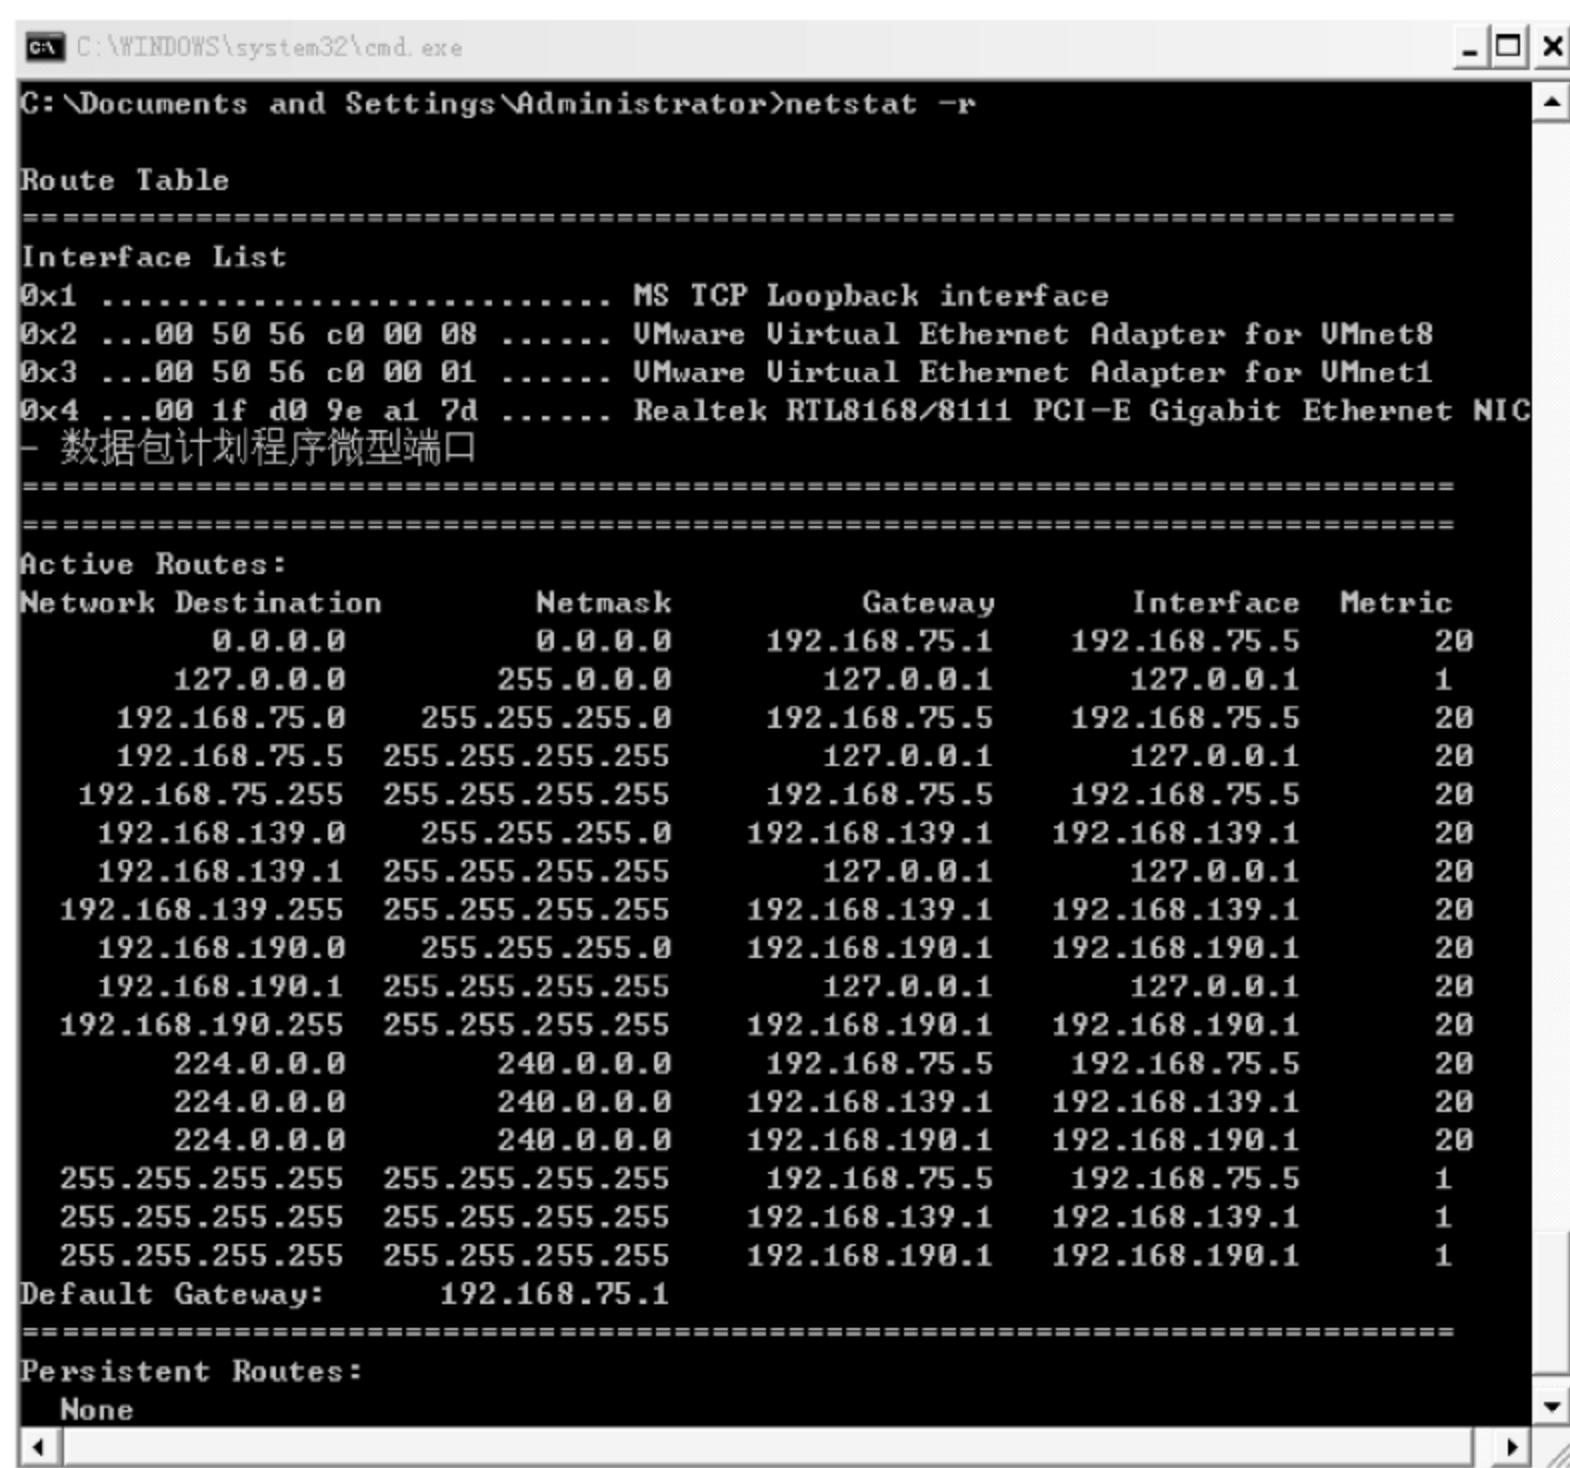 C:\WINDOWS\system32\cmd.exe
C:\Documents and Settings\Administrator>netstat -r
Route Table
===========================================================================
Interface List
0x1 ........................... MS TCP Loopback interface
0x2 ...00 50 56 c0 00 08 ...... VMware Virtual Ethernet Adapter for VMnet8
0x3 ...00 50 56 c0 00 01 ...... VMware Virtual Ethernet Adapter for VMnet1
0x4 ...00 1f d0 9e a1 7d ...... Realtek RTL8168/8111 PCI-E Gigabit Ethernet NIC
- 数据包计划程序微型端口
===========================================================================
===========================================================================
Active Routes:
Network Destination        Netmask          Gateway       Interface  Metric
0.0.0.0          0.0.0.0     192.168.75.1    192.168.75.5       20
127.0.0.0        255.0.0.0        127.0.0.1       127.0.0.1       1
192.168.75.0    255.255.255.0     192.168.75.5    192.168.75.5       20
192.168.75.5  255.255.255.255        127.0.0.1       127.0.0.1       20
192.168.75.255  255.255.255.255     192.168.75.5    192.168.75.5       20
192.168.139.0    255.255.255.0    192.168.139.1   192.168.139.1       20
192.168.139.1  255.255.255.255        127.0.0.1       127.0.0.1       20
192.168.139.255  255.255.255.255    192.168.139.1   192.168.139.1       20
192.168.190.0    255.255.255.0    192.168.190.1   192.168.190.1       20
192.168.190.1  255.255.255.255        127.0.0.1       127.0.0.1       20
192.168.190.255  255.255.255.255    192.168.190.1   192.168.190.1       20
224.0.0.0        240.0.0.0     192.168.75.5    192.168.75.5       20
224.0.0.0        240.0.0.0    192.168.139.1   192.168.139.1       20
224.0.0.0        240.0.0.0    192.168.190.1   192.168.190.1       20
255.255.255.255  255.255.255.255     192.168.75.5    192.168.75.5       1
255.255.255.255  255.255.255.255    192.168.139.1   192.168.139.1       1
255.255.255.255  255.255.255.255    192.168.190.1   192.168.190.1       1
Default Gateway:      192.168.75.1
===========================================================================
Persistent Routes:
None